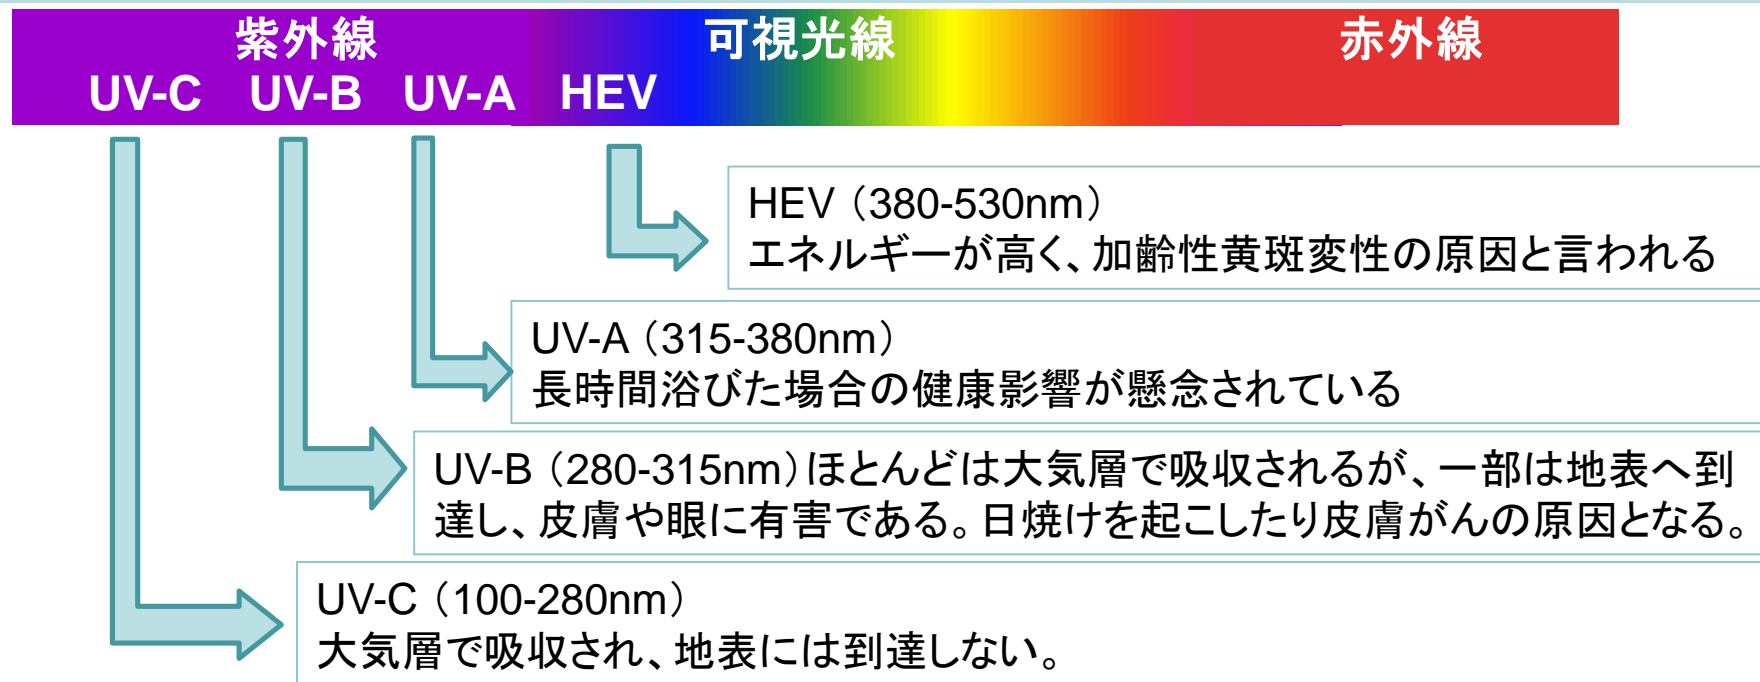 紫外線 可視光線 赤外線
UV-C UV-B UV-A HEV
HEV（380-530nm）
エネルギーが高く、加齢性黄斑変性の原因と言われる
UV-A（315-380nm）
長時間浴びた場合の健康影響が懸念されている
UV-B（280-315nm）ほとんどは大気層で吸収されるが、一部は地表へ到
達し、皮膚や眼に有害である。日焼けを起こしたり皮膚がんの原因となる。
UV-C（100-280nm）
大気層で吸収され、地表には到達しない。